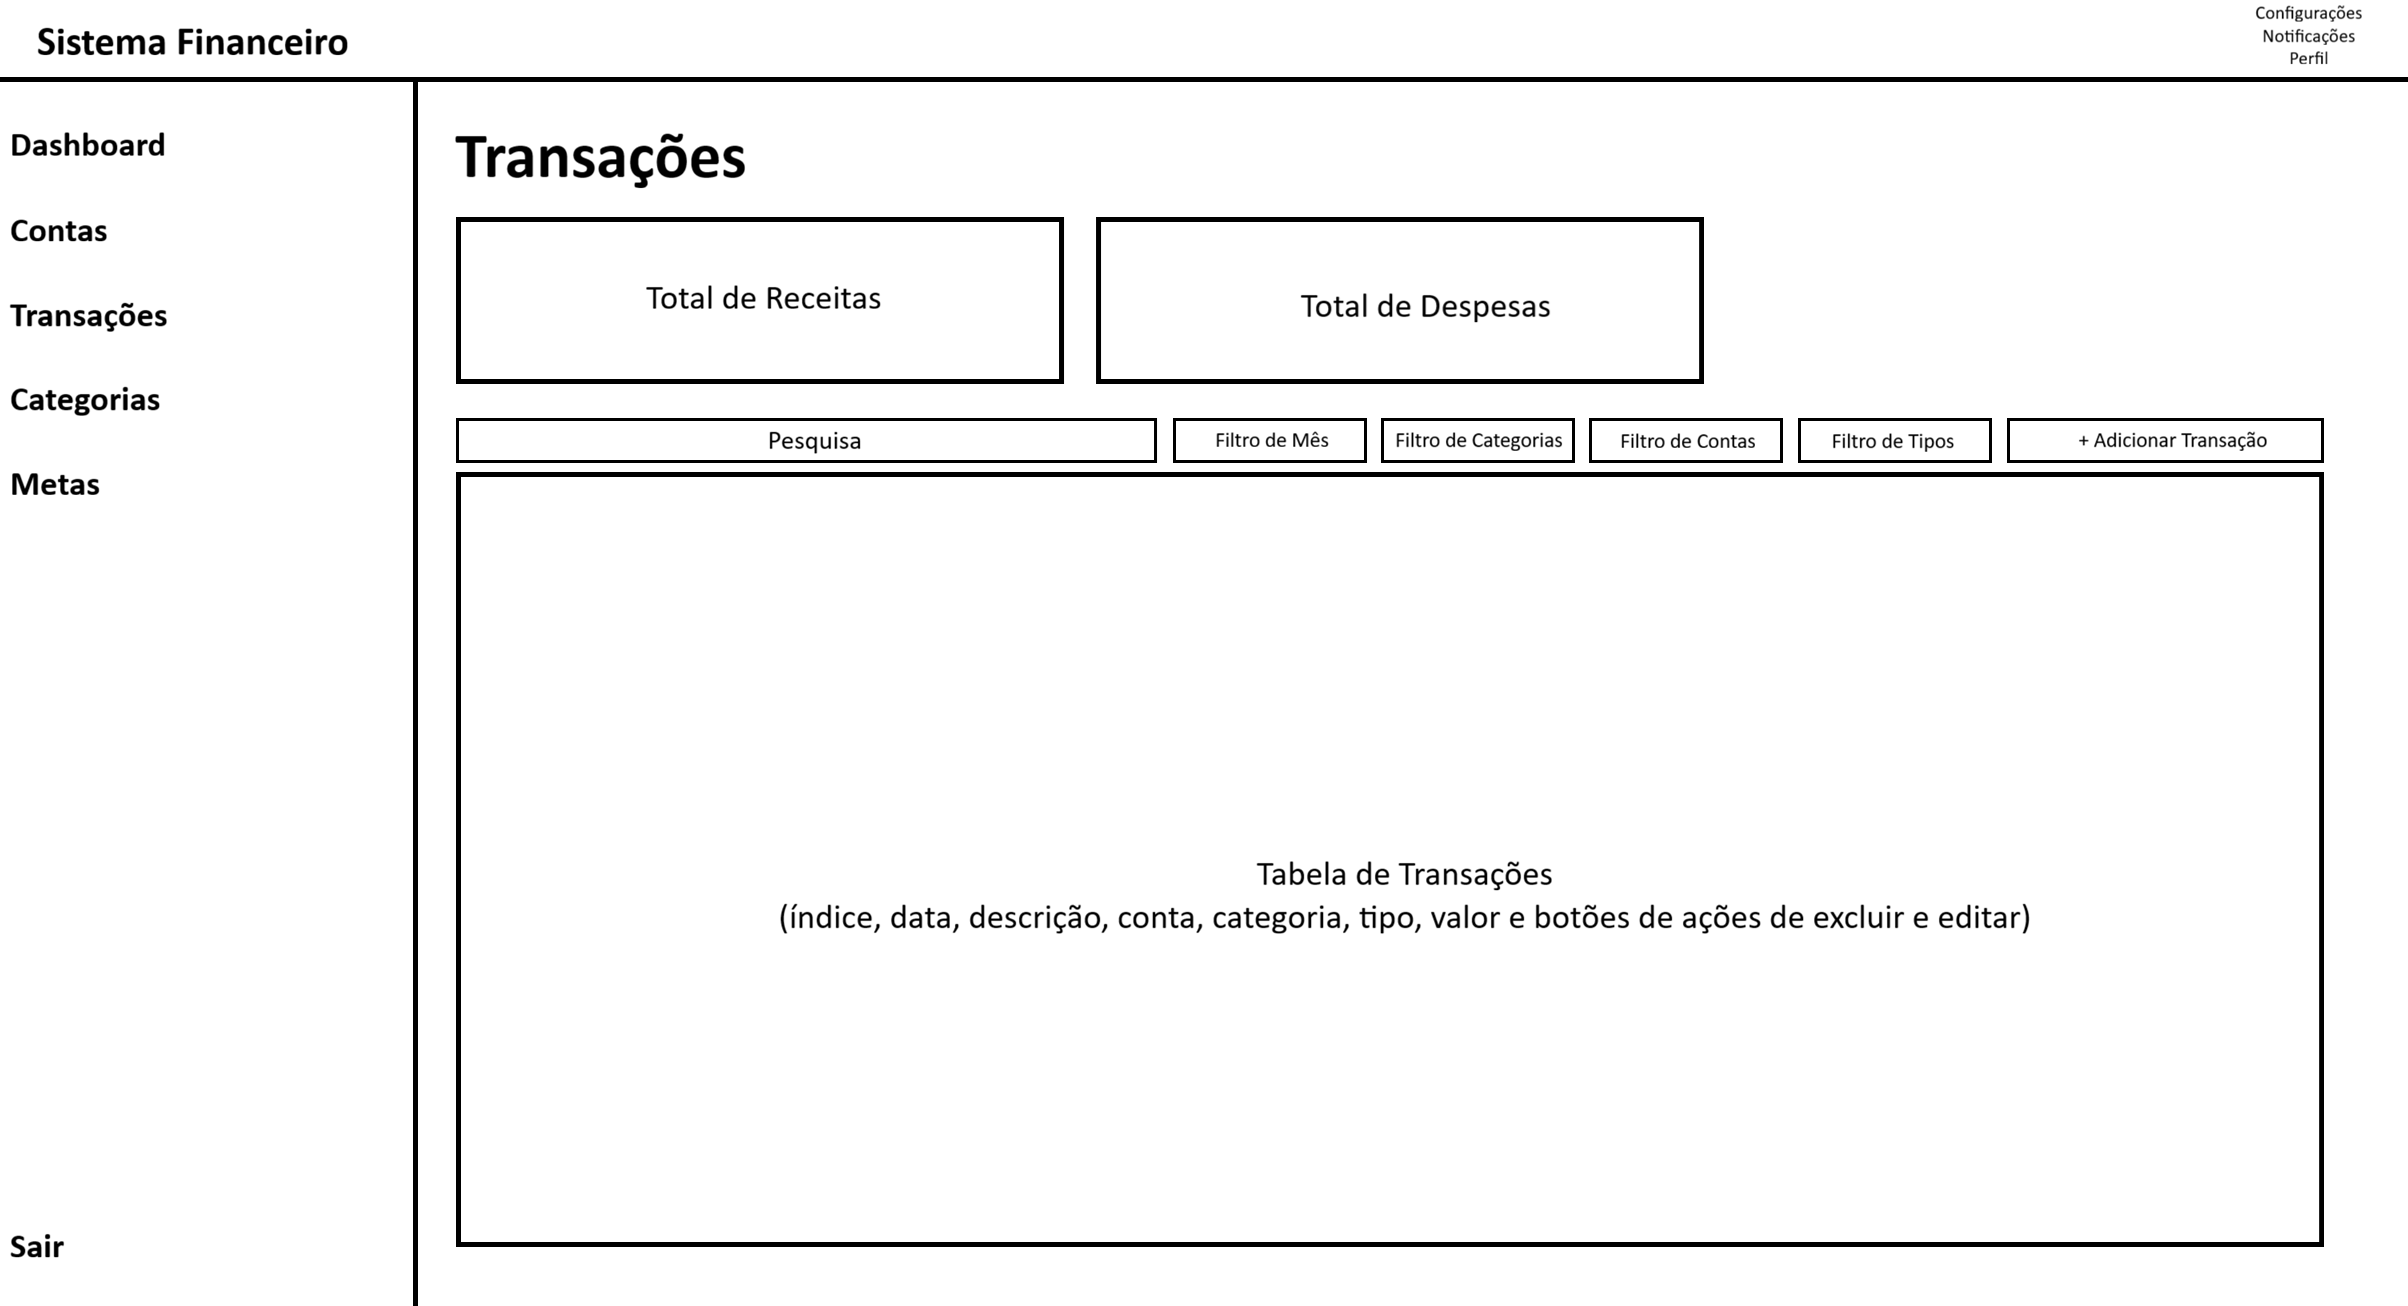 Sistema Financeiro
Configurações
Notificações
Perfil
Dashboard
Contas
Transações
Categorias
Metas
Sair
Transações
Total de Receitas
Total de Despesas
Pesquisa
Filtro de Mês
Filtro de Categorias
Filtro de Contas
Filtro de Tipos
+ Adicionar Transação
Tabela de Transações
(índice, data, descrição, conta, categoria, tipo, valor e botões de ações de excluir e editar)